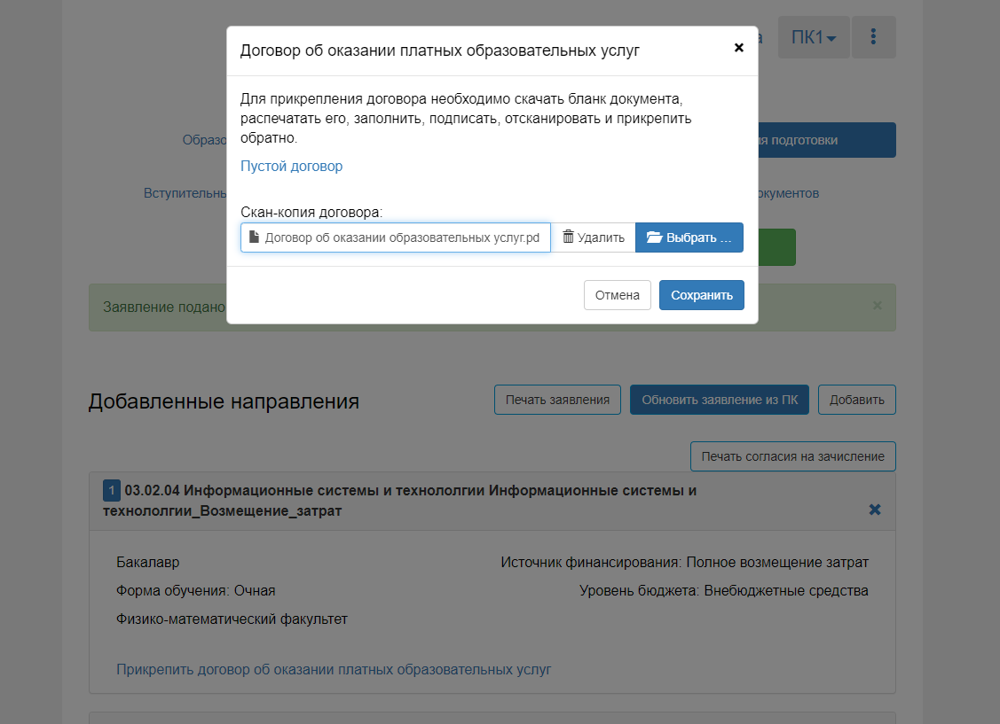 Договор об оказании платных образовательных услуг
ПК1
Для прикрепления договора необходимо скачать бланк документа,
распечатать его, заполнить, подписать, отсканировать и прикрепить
обратно.
Пустой договор
Образо
подготовки
Вступительны
окументов
Скан-копия договора:
Договор об оказании образовательных услуг.pd
Удалить
Выбрать ...
Отмена
Сохранить
Заявление подано
Добавленные направления
Печать заявления
Обновить заявление из ПК
Добавить
Печать согласия на зачисление
1 03.02.04 Информационные системы и технололгии Информационные системы и
технололгии_Возмещение_затрат
Бакалавр
Источник финансирования: Полное возмещение затрат
Форма обучения: Очная
Уровень бюджета: Внебюджетные средства
Физико-математический факультет
Прикрепить договор об оказании платных образовательных услуг